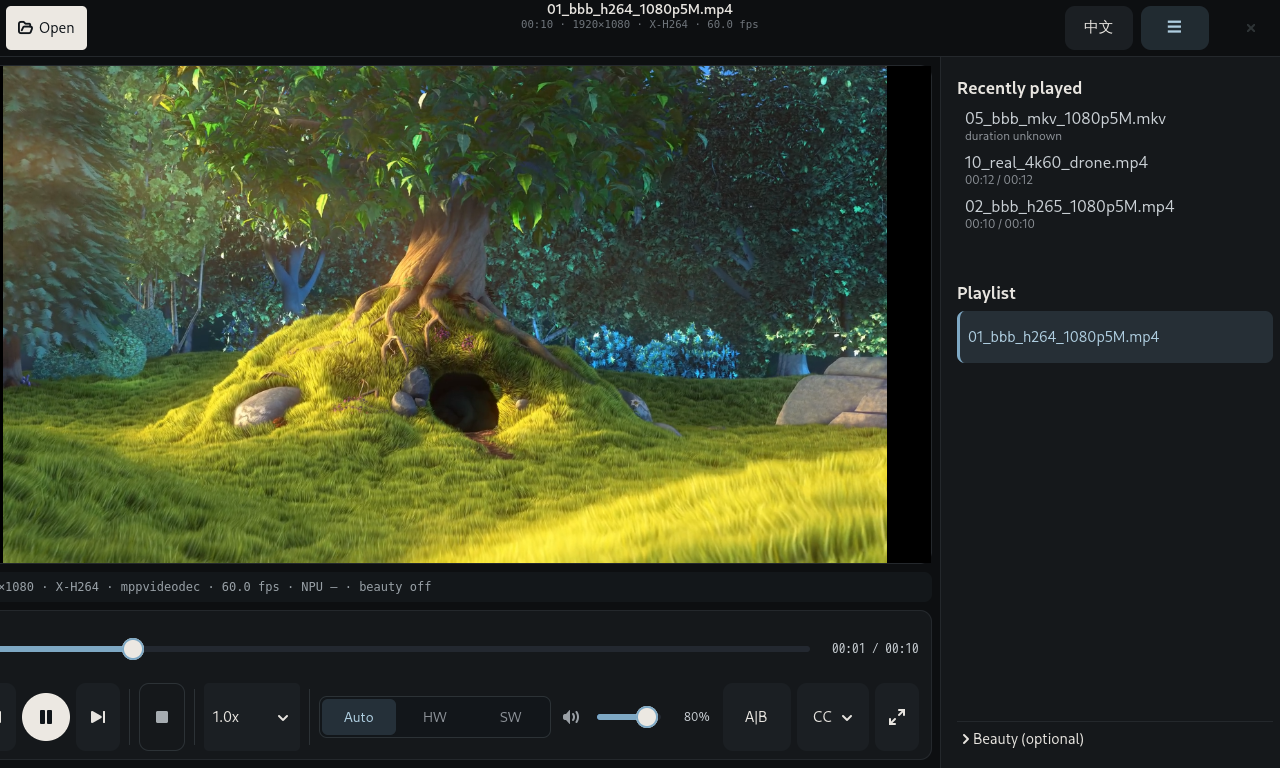 Open
01_bbb_h264_1080p5M.mp4
00:10 · 1920×1080 · X-H264 · 60.0 fps
中文
Recently played
05_bbb_mkv_1080p5M.mkv
duration unknown
10_real_4k60_drone.mp4
00:12 / 00:12
02_bbb_h265_1080p5M.mp4
00:10 / 00:10
Playlist
01_bbb_h264_1080p5M.mp4
×1080 · X-H264 · mppvideodec · 60.0 fps · NPU — · beauty off
00:01 / 00:10
1.0x
Auto HW SW
80%
A|B
CC
Beauty (optional)